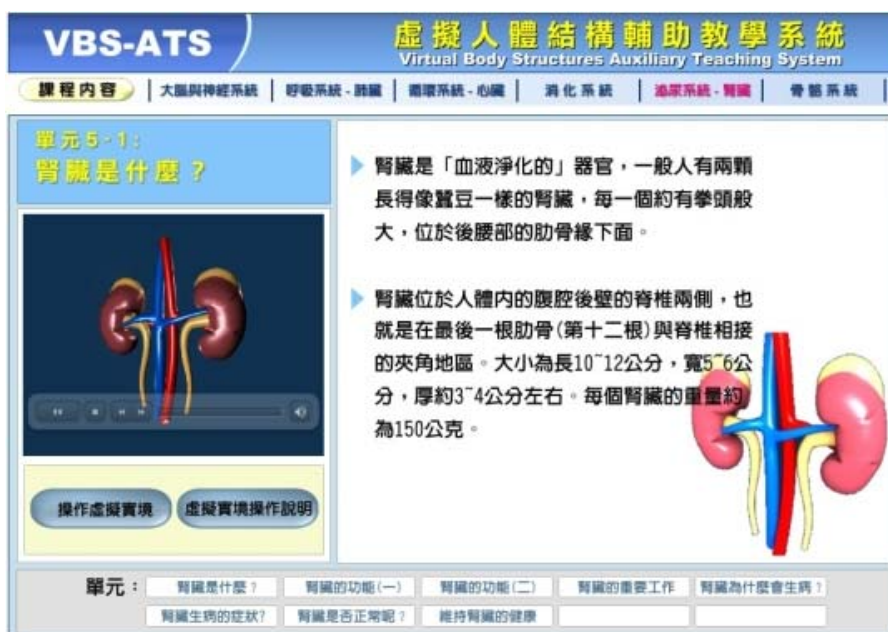 VBS-ATS
虛擬人體結構輔助教學系統
Virtual Body Structures Auxiliary Teaching System
課程內容
大腦與神經系統
呼吸系統-肺臟
循環系統-心臟
消化系統
泌尿系統-腎臟
骨骼系統
單元5-1:
腎臟是什麼?
腎臟是「血液淨化的」器官,一般人有兩顆
長得像蠶豆一樣的腎臟,每一個約有拳頭般
大,位於後腰部的肋骨緣下面。
腎臟位於人體內的腹腔後壁的脊椎兩側,也
就是在最後一根肋骨(第十二根)與脊椎相接
的夾角地區。大小為長10~12公分,寬5~6公
分,厚約3~4公分左右。每個腎臟的重量約
為150公克。
操作虛擬實境
虛擬實境操作說明
單元:
腎臟是什麼?
腎臟的功能(一)
腎臟的功能(二)
腎臟的重要工作
腎臟為什麼會生病?
腎臟生病的症狀?
腎臟是否正常呢?
維持腎臟的健康